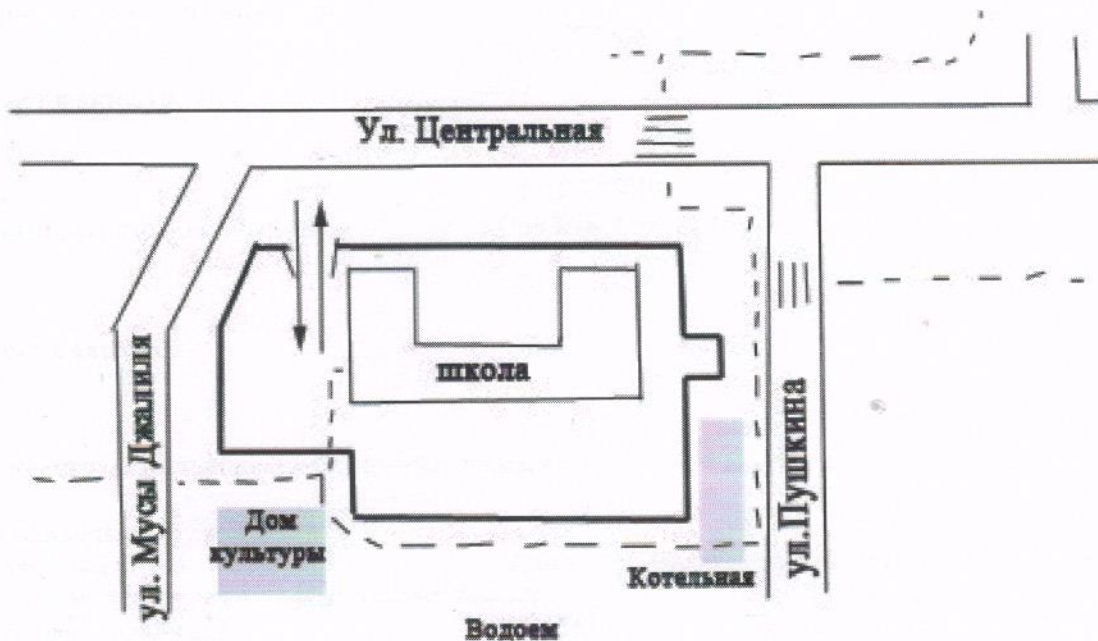 Ул. Центральная
школа
ул. Мусы Джалиля
ул.Пушкина
Дом
культуры
Котельная
Водоем